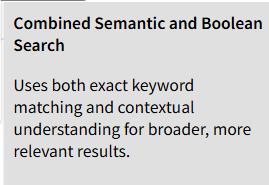 Combined Semantic and Boolean
Search
Uses both exact keyword
matching and contextual
understanding for broader, more
relevant results.